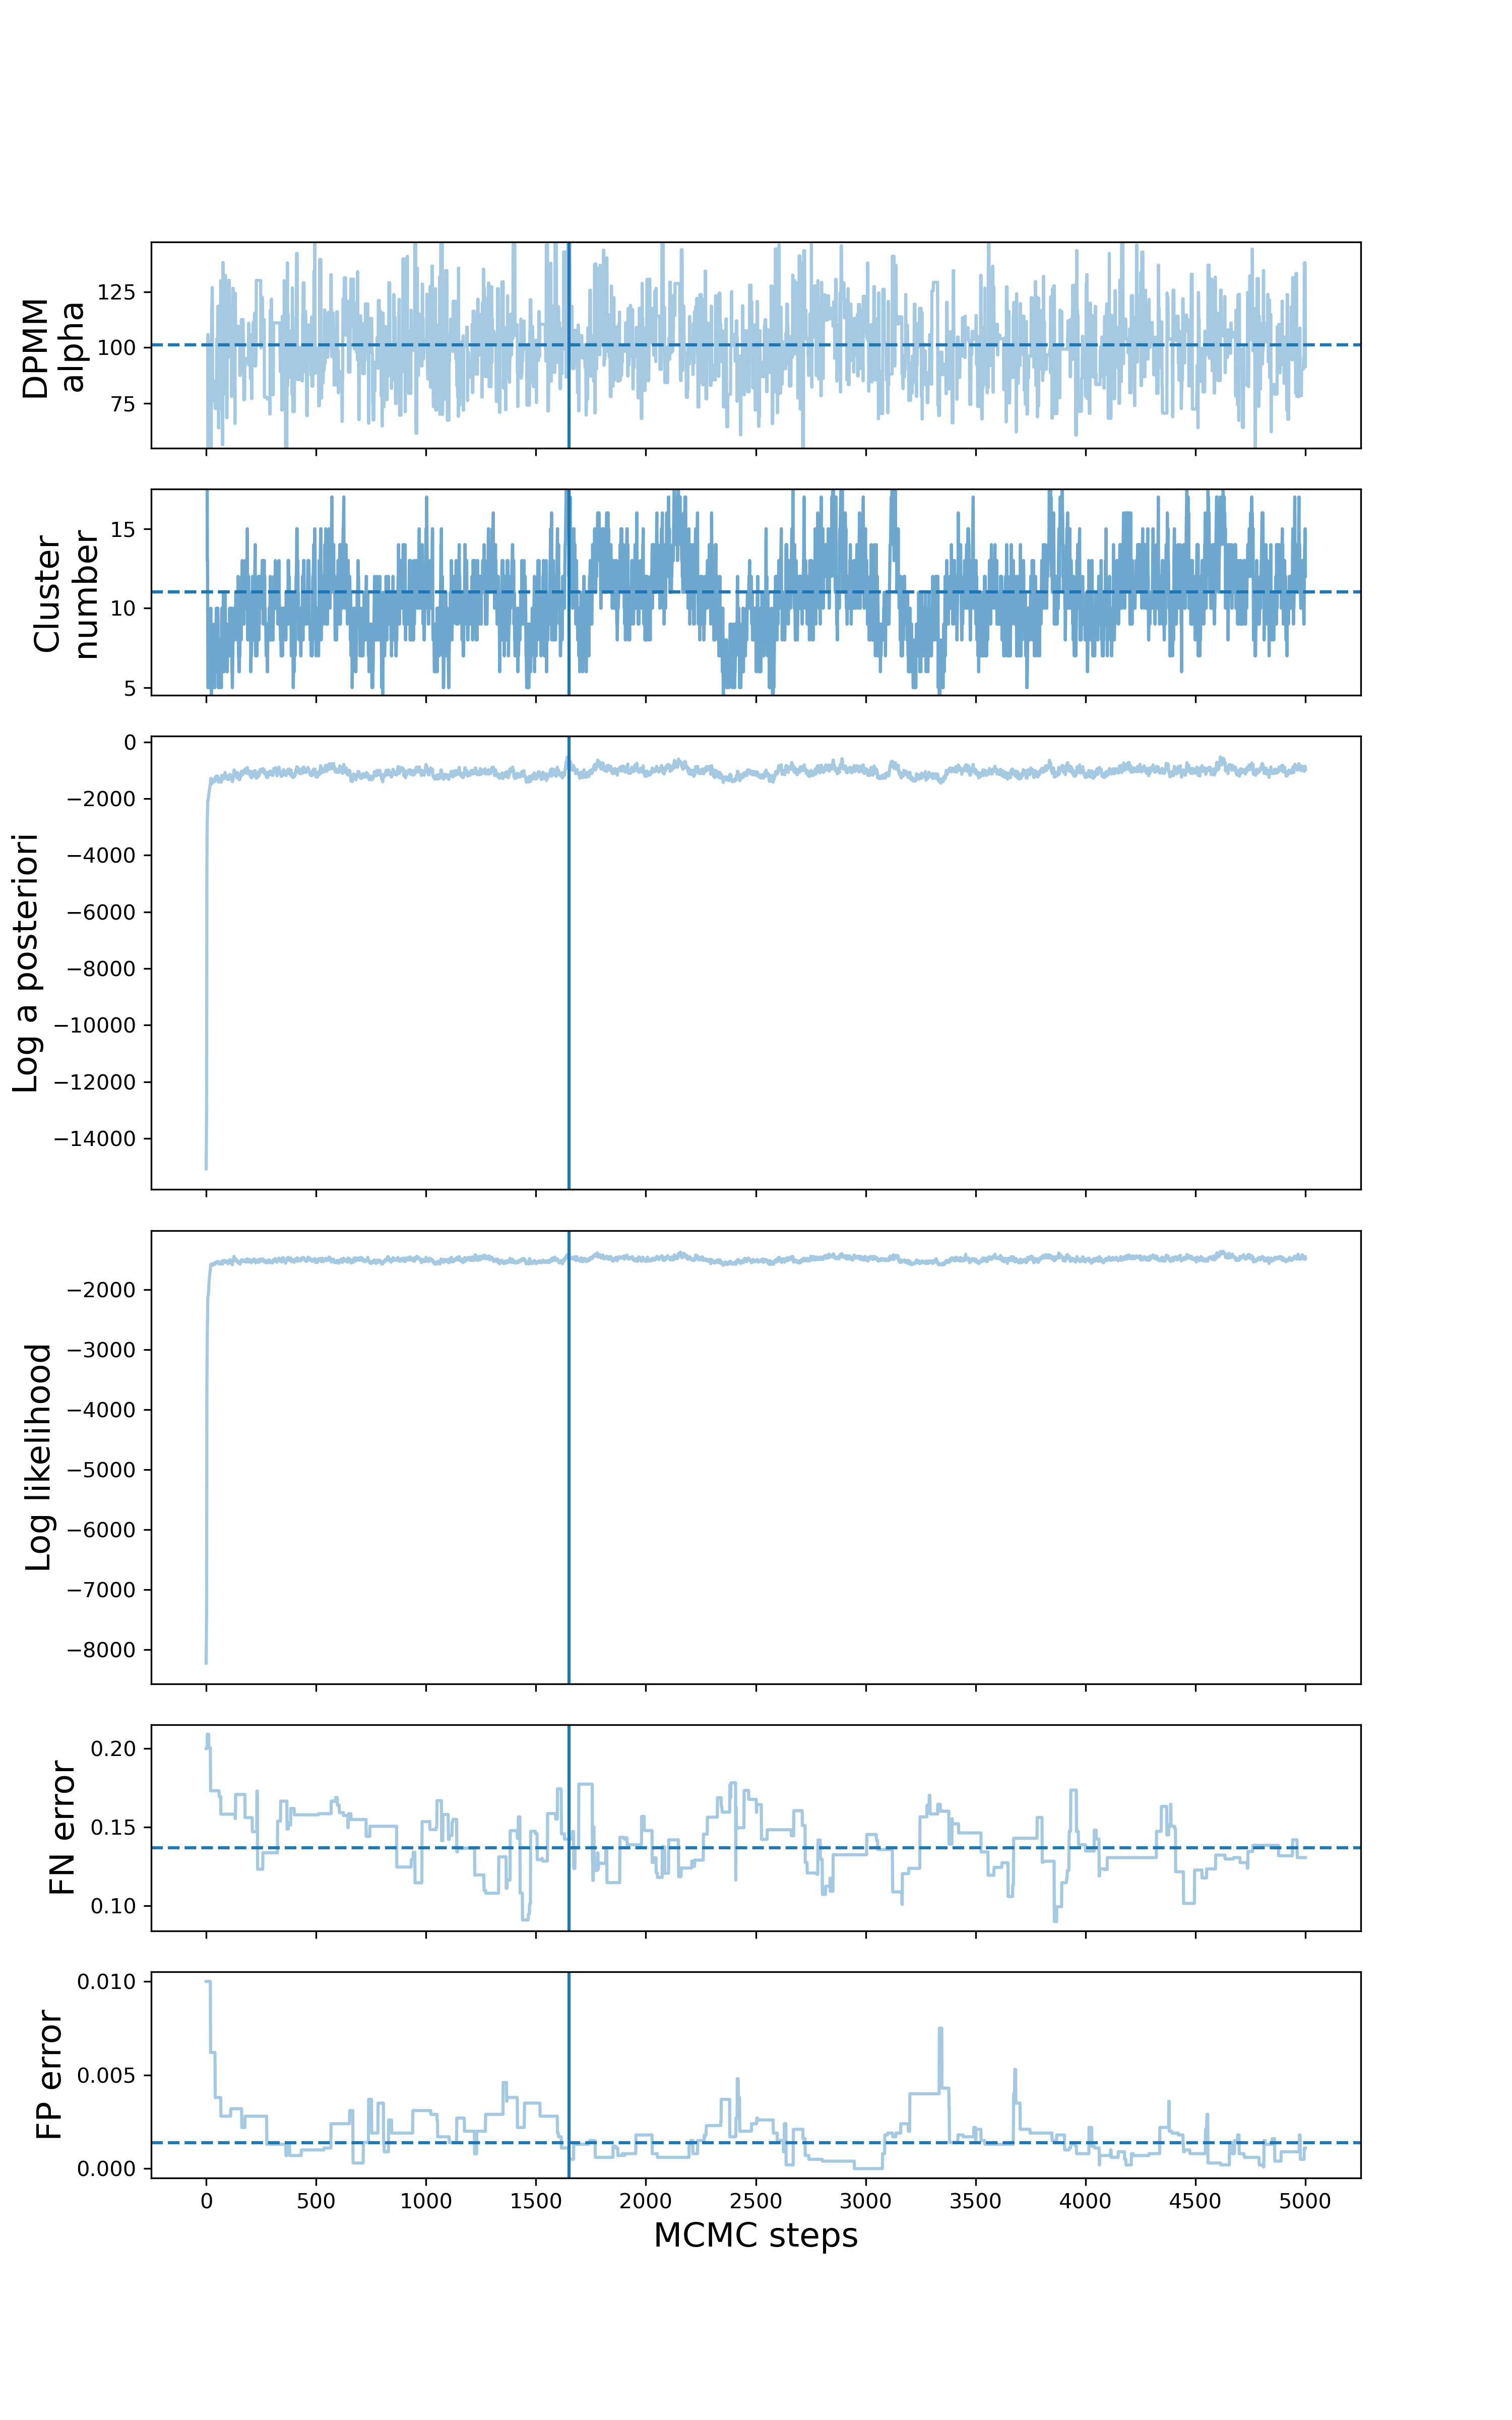 DPMM
alpha
125
100
75
Cluster
number
15
10
5
Log a posteriori
0
−2000
−4000
−6000
−8000
−10000
−12000
−14000
Log likelihood
−2000
−3000
−4000
−5000
−6000
−7000
−8000
FN error
0.20
0.15
0.10
FP error
0.010
0.005
0.000
0 500 1000 1500 2000 2500 3000 3500 4000 4500 5000
MCMC steps